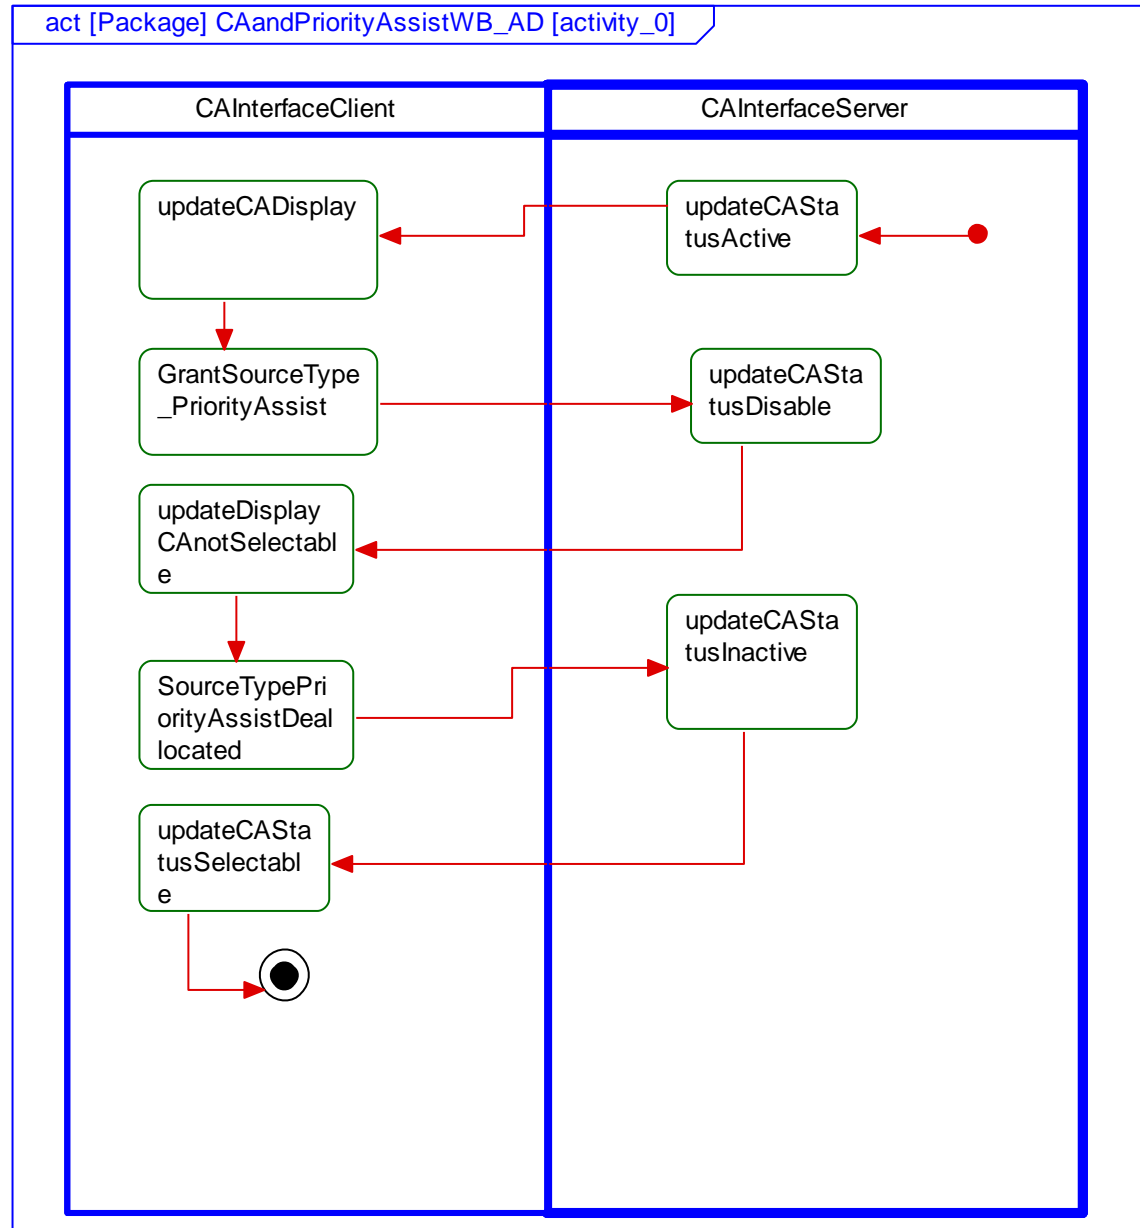 act [Package] CAandPriorityAssistWB_AD [activity_0]
CAInterfaceClient
CAInterfaceServer
updateCADisplay
updateCASta
tusActive
GrantSourceType
_PriorityAssist
updateCASta
tusDisable
updateDisplay
CAnotSelectabl
e
updateCASta
tusInactive
SourceTypePri
orityAssistDeal
located
updateCASta
tusSelectabl
e